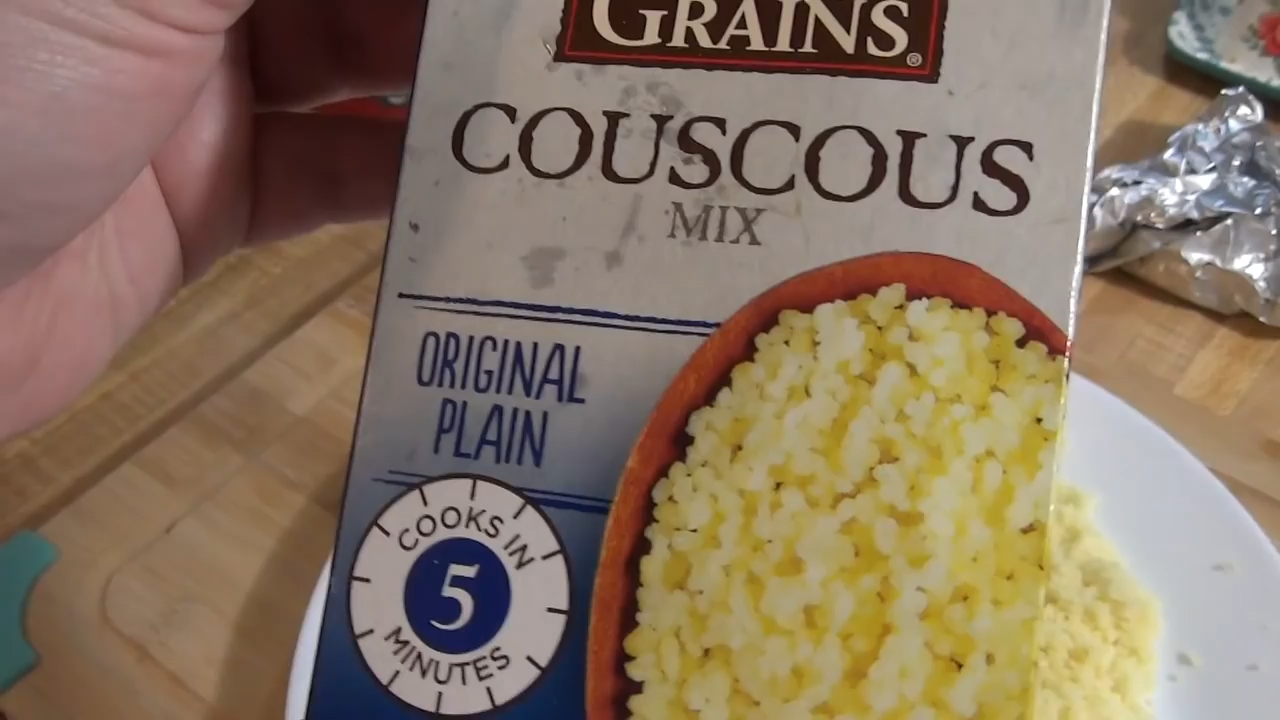 GRAINS®
COUSCOUS
MIX
ORIGINAL
PLAIN
COOKS IN
5
MINUTES